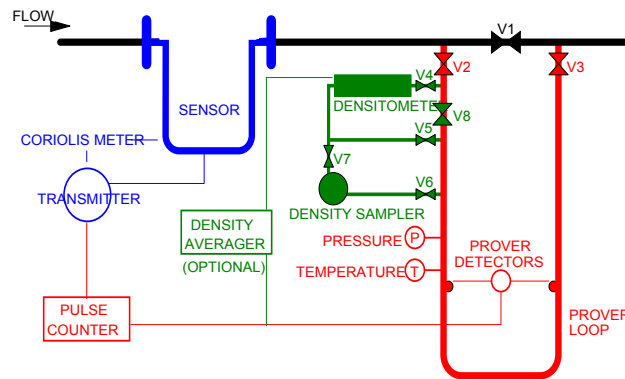 FLOW
V1
V2
V3
V4
DENSITOMETE
V8
SENSOR
V5
CORIOLIS METER
V7
TRANSMITTER
V6
DENSITY SAMPLER
DENSITY
AVERAGER
(OPTIONAL)
PRESSURE
P
TEMPERATURE
T
PROVER
DETECTORS
PULSE
COUNTER
PROVER
LOOP